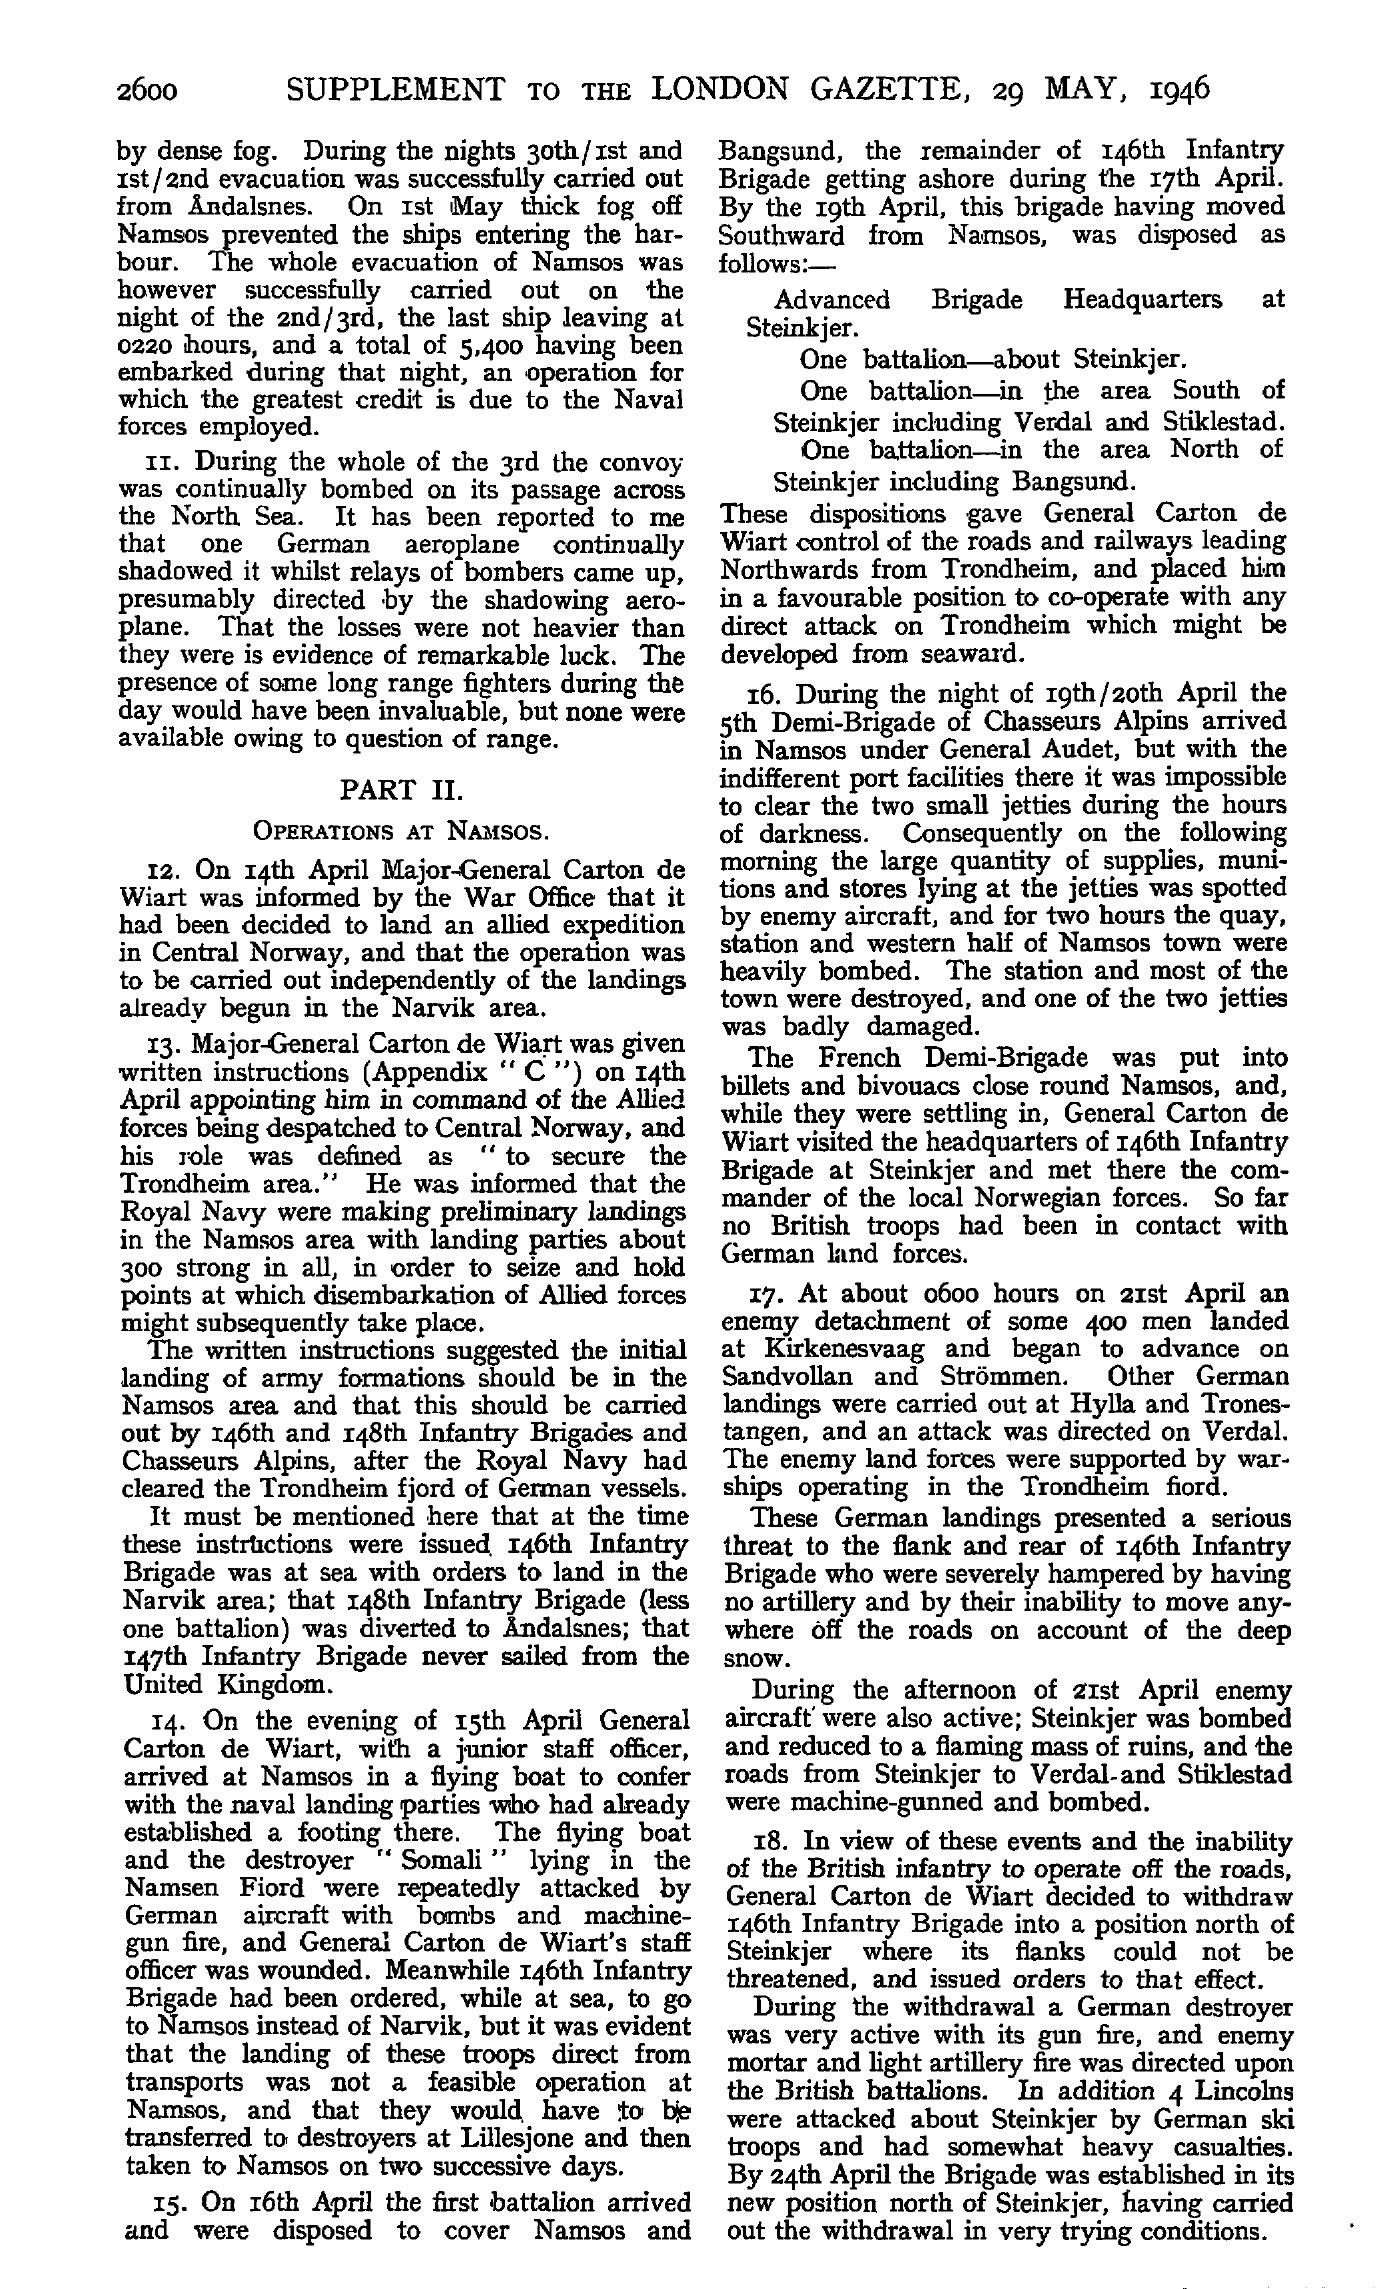 2600 SUPPLEMENT TO THE LONDON GAZETTE, 29 MAY, 1946
by dense fog. During the nights 30th/1st and
1st/2nd evacuation was successfully carried out
from Åndalsnes. On 1st May thick fog off
Namsos prevented the ships entering the har-
bour. The whole evacuation of Namsos was
however successfully carried out on the
night of the 2nd/3rd, the last ship leaving at
0220 hours, and a total of 5,400 having been
embarked during that night, an operation for
which the greatest credit is due to the Naval
forces employed.
11. During the whole of the 3rd the convoy
was continually bombed on its passage across
the North Sea. It has been reported to me
that one German aeroplane continually
shadowed it whilst relays of bombers came up,
presumably directed by the shadowing aero-
plane. That the losses were not heavier than
they were is evidence of remarkable luck. The
presence of some long range fighters during the
day would have been invaluable, but none were
available owing to question of range.
PART II.
OPERATIONS AT NAMSOS.
12. On 14th April Major-General Carton de
Wiart was informed by the War Office that it
had been decided to land an allied expedition
in Central Norway, and that the operation was
to be carried out independently of the landings
already begun in the Narvik area.
13. Major-General Carton de Wiart was given
written instructions (Appendix " C ") on 14th
April appointing him in command of the Allied
forces being despatched to Central Norway, and
his role was defined as " to secure the
Trondheim area." He was informed that the
Royal Navy were making preliminary landings
in the Namsos area with landing parties about
300 strong in all, in order to seize and hold
points at which disembarkation of Allied forces
might subsequently take place.
The written instructions suggested the initial
landing of army formations should be in the
Namsos area and that this should be carried
out by 146th and 148th Infantry Brigades and
Chasseurs Alpins, after the Royal Navy had
cleared the Trondheim fjord of German vessels.
It must be mentioned here that at the time
these instructions were issued 146th Infantry
Brigade was at sea with orders to land in the
Narvik area; that 148th Infantry Brigade (less
one battalion) was diverted to Åndalsnes; that
147th Infantry Brigade never sailed from the
United Kingdom.
14. On the evening of 15th April General
Carton de Wiart, with a junior staff officer,
arrived at Namsos in a flying boat to confer
with the naval landing parties who had already
established a footing there. The flying boat
and the destroyer " Somali " lying in the
Namsen Fiord were repeatedly attacked by
German aircraft with bombs and machine-
gun fire, and General Carton de Wiart's staff
officer was wounded. Meanwhile 146th Infantry
Brigade had been ordered, while at sea, to go
to Namsos instead of Narvik, but it was evident
that the landing of these troops direct from
transports was not a feasible operation at
Namsos, and that they would have to be
transferred to destroyers at Lillesjone and then
taken to Namsos on two successive days.
15. On 16th April the first battalion arrived
and were disposed to cover Namsos and
Bangsund, the remainder of 146th Infantry
Brigade getting ashore during the 17th April.
By the 19th April, this brigade having moved
Southward from Namsos, was disposed as
follows:—
Advanced Brigade Headquarters at
Steinkjer.
One battalion—about Steinkjer.
One battalion—in the area South of
Steinkjer including Verdal and Stiklestad.
One battalion—in the area North of
Steinkjer including Bangsund.
These dispositions gave General Carton de
Wiart control of the roads and railways leading
Northwards from Trondheim, and placed him
in a favourable position to co-operate with any
direct attack on Trondheim which might be
developed from seaward.
16. During the night of 19th/20th April the
5th Demi-Brigade of Chasseurs Alpins arrived
in Namsos under General Audet, but with the
indifferent port facilities there it was impossible
to clear the two small jetties during the hours
of darkness. Consequently on the following
morning the large quantity of supplies, muni-
tions and stores lying at the jetties was spotted
by enemy aircraft, and for two hours the quay,
station and western half of Namsos town were
heavily bombed. The station and most of the
town were destroyed, and one of the two jetties
was badly damaged.
The French Demi-Brigade was put into
billets and bivouacs close round Namsos, and,
while they were settling in, General Carton de
Wiart visited the headquarters of 146th Infantry
Brigade at Steinkjer and met there the com-
mander of the local Norwegian forces. So far
no British troops had been in contact with
German land forces.
17. At about 0600 hours on 21st April an
enemy detachment of some 400 men landed
at Kirkenesvaag and began to advance on
Sandvollan and Strömmen. Other German
landings were carried out at Hylla and Trones-
tangen, and an attack was directed on Verdal.
The enemy land forces were supported by war-
ships operating in the Trondheim fiord.
These German landings presented a serious
threat to the flank and rear of 146th Infantry
Brigade who were severely hampered by having
no artillery and by their inability to move any-
where off the roads on account of the deep
snow.
During the afternoon of 21st April enemy
aircraft were also active; Steinkjer was bombed
and reduced to a flaming mass of ruins, and the
roads from Steinkjer to Verdal and Stiklestad
were machine-gunned and bombed.
18. In view of these events and the inability
of the British infantry to operate off the roads,
General Carton de Wiart decided to withdraw
146th Infantry Brigade into a position north of
Steinkjer where its flanks could not be
threatened, and issued orders to that effect.
During the withdrawal a German destroyer
was very active with its gun fire, and enemy
mortar and light artillery fire was directed upon
the British battalions. In addition 4 Lincolns
were attacked about Steinkjer by German ski
troops and had somewhat heavy casualties.
By 24th April the Brigade was established in its
new position north of Steinkjer, having carried
out the withdrawal in very trying conditions.